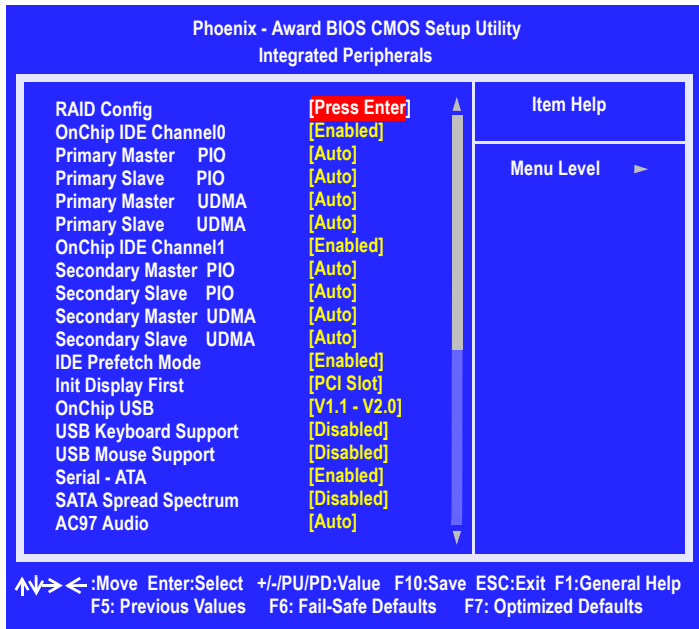 Phoenix - Award BIOS CMOS Setup Utility
Integrated Peripherals
RAID Config [Press Enter]
OnChip IDE Channel0 [Enabled]
Primary Master PIO [Auto]
Primary Slave PIO [Auto]
Primary Master UDMA [Auto]
Primary Slave UDMA [Auto]
OnChip IDE Channel1 [Enabled]
Secondary Master PIO [Auto]
Secondary Slave PIO [Auto]
Secondary Master UDMA [Auto]
Secondary Slave UDMA [Auto]
IDE Prefetch Mode [Enabled]
Init Display First [PCI Slot]
OnChip USB [V1.1 - V2.0]
USB Keyboard Support [Disabled]
USB Mouse Support [Disabled]
Serial - ATA [Enabled]
SATA Spread Spectrum [Disabled]
AC97 Audio [Auto]
Item Help
Menu Level
:Move Enter:Select +/-/PU/PD:Value F10:Save ESC:Exit F1:General Help
F5: Previous Values F6: Fail-Safe Defaults F7: Optimized Defaults